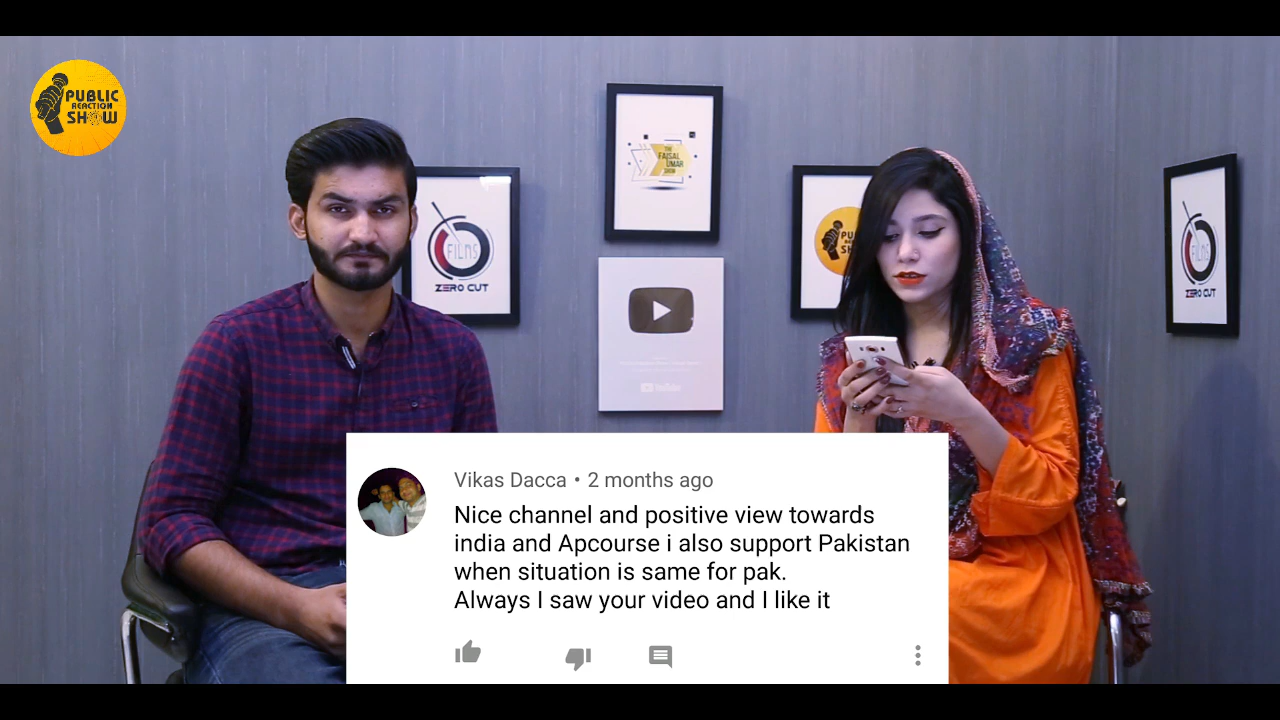 PUBLIC
REACTION
SHOW
THE
FAISAL
UMAR
SHOW
FILMS
ZERO CUT
YouTube
FILMS
ZERO CUT
Vikas Dacca • 2 months ago
Nice channel and positive view towards
india and Apcourse i also support Pakistan
when situation is same for pak.
Always I saw your video and I like it